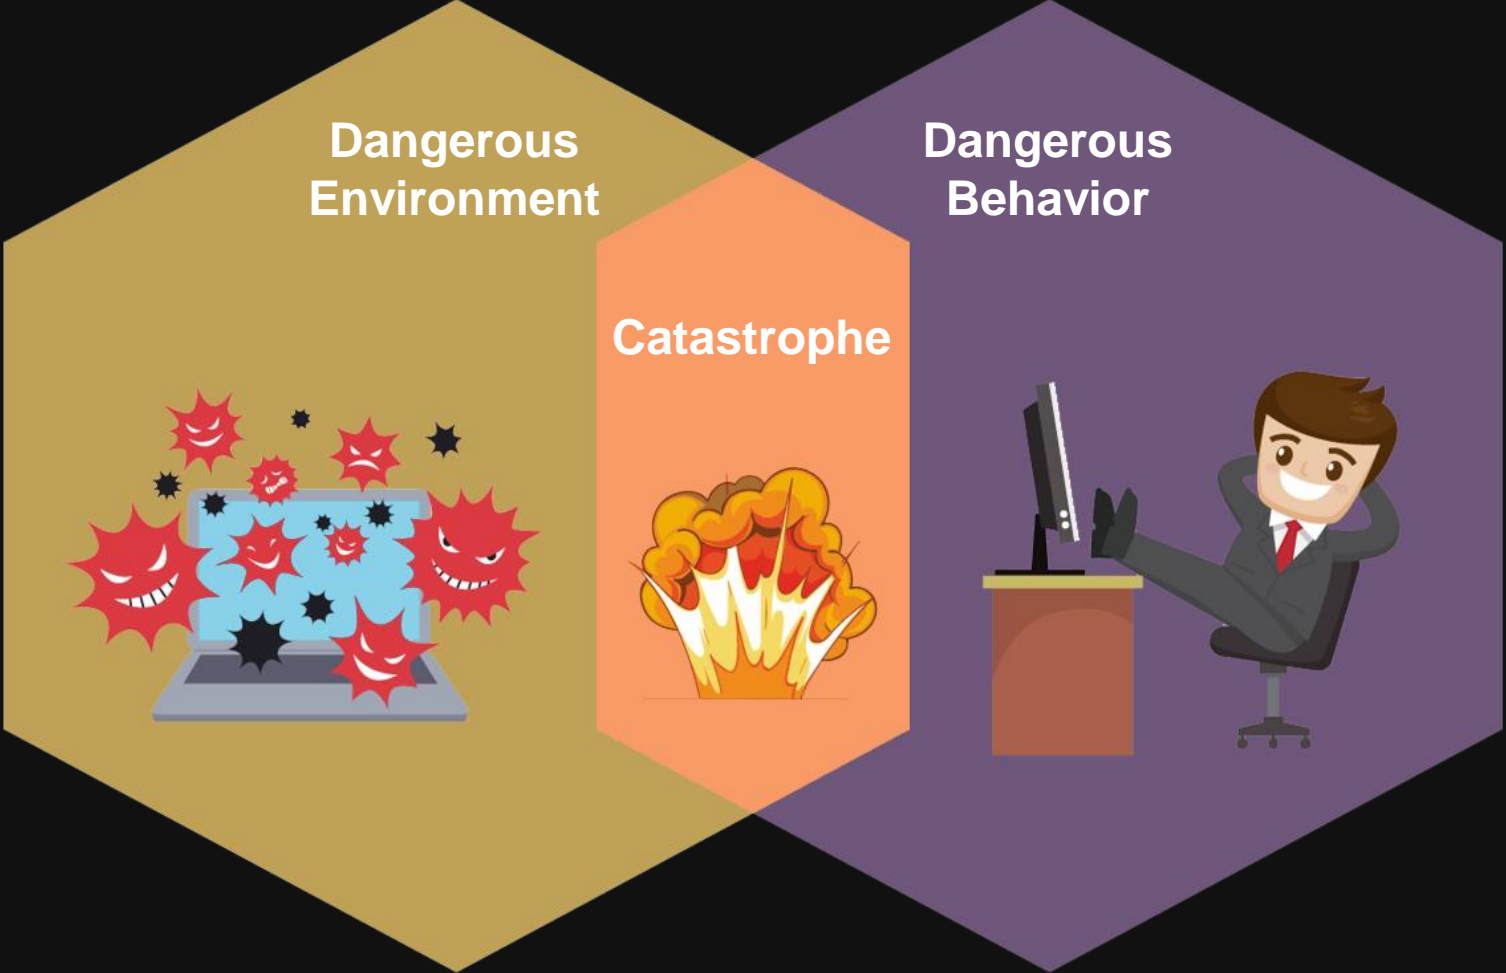 Dangerous
Environment
Dangerous
Behavior
Catastrophe